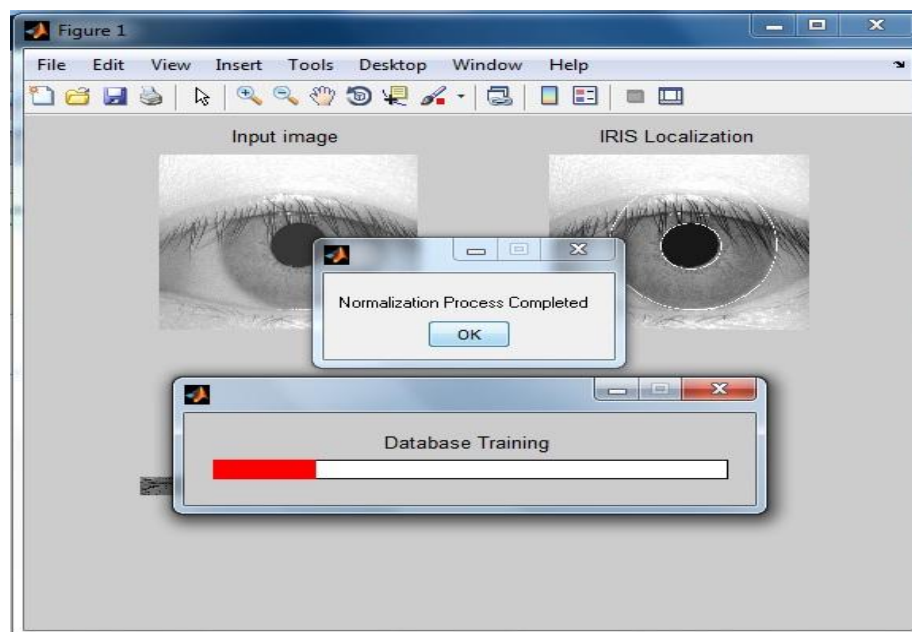 Figure 1
File Edit View Insert Tools Desktop Window Help
Input image IRIS Localization
Normalization Process Completed
OK
Database Training